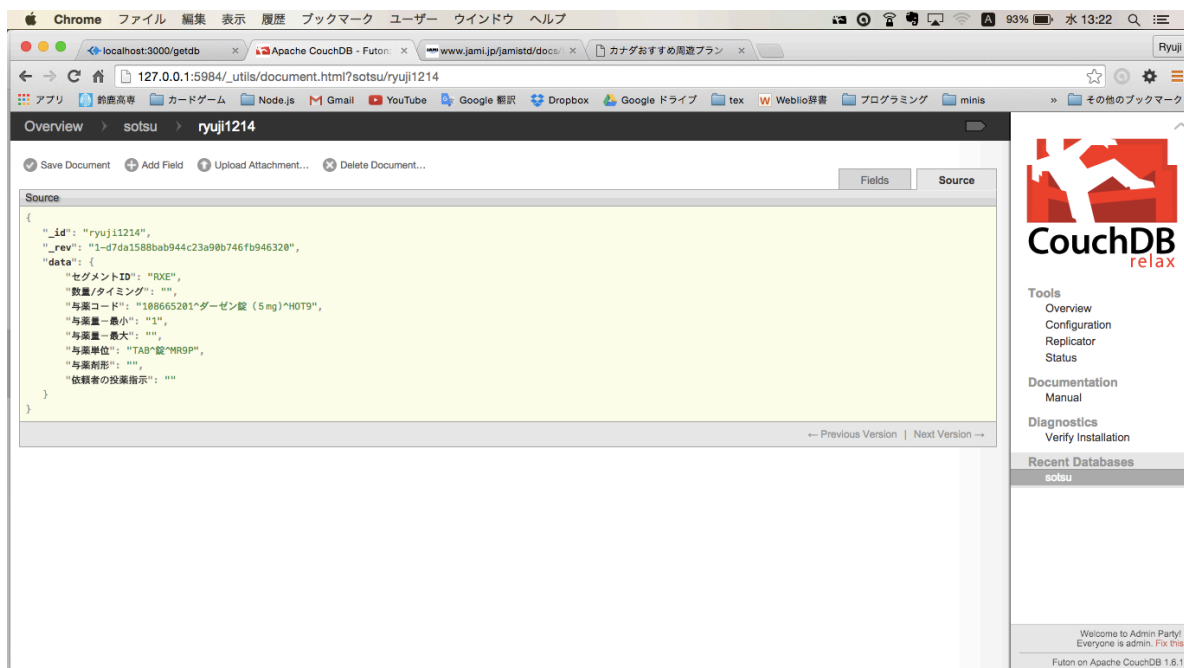 Chrome ファイル 編集 表示 履歴 ブックマーク ユーザー ウインドウ ヘルプ 93% 水 13:22
localhost:3000/getdb × Apache CouchDB - Futon: × www.jami.jp/jamistd/docs/ × カナダおすすめ周遊プラン × Ryuji
127.0.0.1:5984/_utils/document.html?sotsu/ryuji1214
アプリ 鈴鹿高専 カードゲーム Node.js Gmail YouTube Google 翻訳 Dropbox Google ドライブ tex Weblio辞書 プログラミング minis » その他のブックマーク
Overview sotsu ryuji1214
Save Document Add Field Upload Attachment... Delete Document...
Fields Source
Source
{
"_id": "ryuji1214",
"_rev": "1-d7da1588bab944c23a90b746fb946320",
"data": {
"セグメントID": "RXE",
"数量/タイミング": "",
"与薬コード": "108665201^ダーゼン錠（５mg)^HOT9",
"与薬量－最小": "1",
"与薬量－最大": "",
"与薬単位": "TAB^錠^MR9P",
"与薬剤形": "",
"依頼者の投薬指示": ""
}
}
← Previous Version | Next Version →
CouchDB
relax
Tools
Overview
Configuration
Replicator
Status
Documentation
Manual
Diagnostics
Verify Installation
Recent Databases
sotsu
Welcome to Admin Party!
Everyone is admin. Fix this
Futon on Apache CouchDB 1.6.1